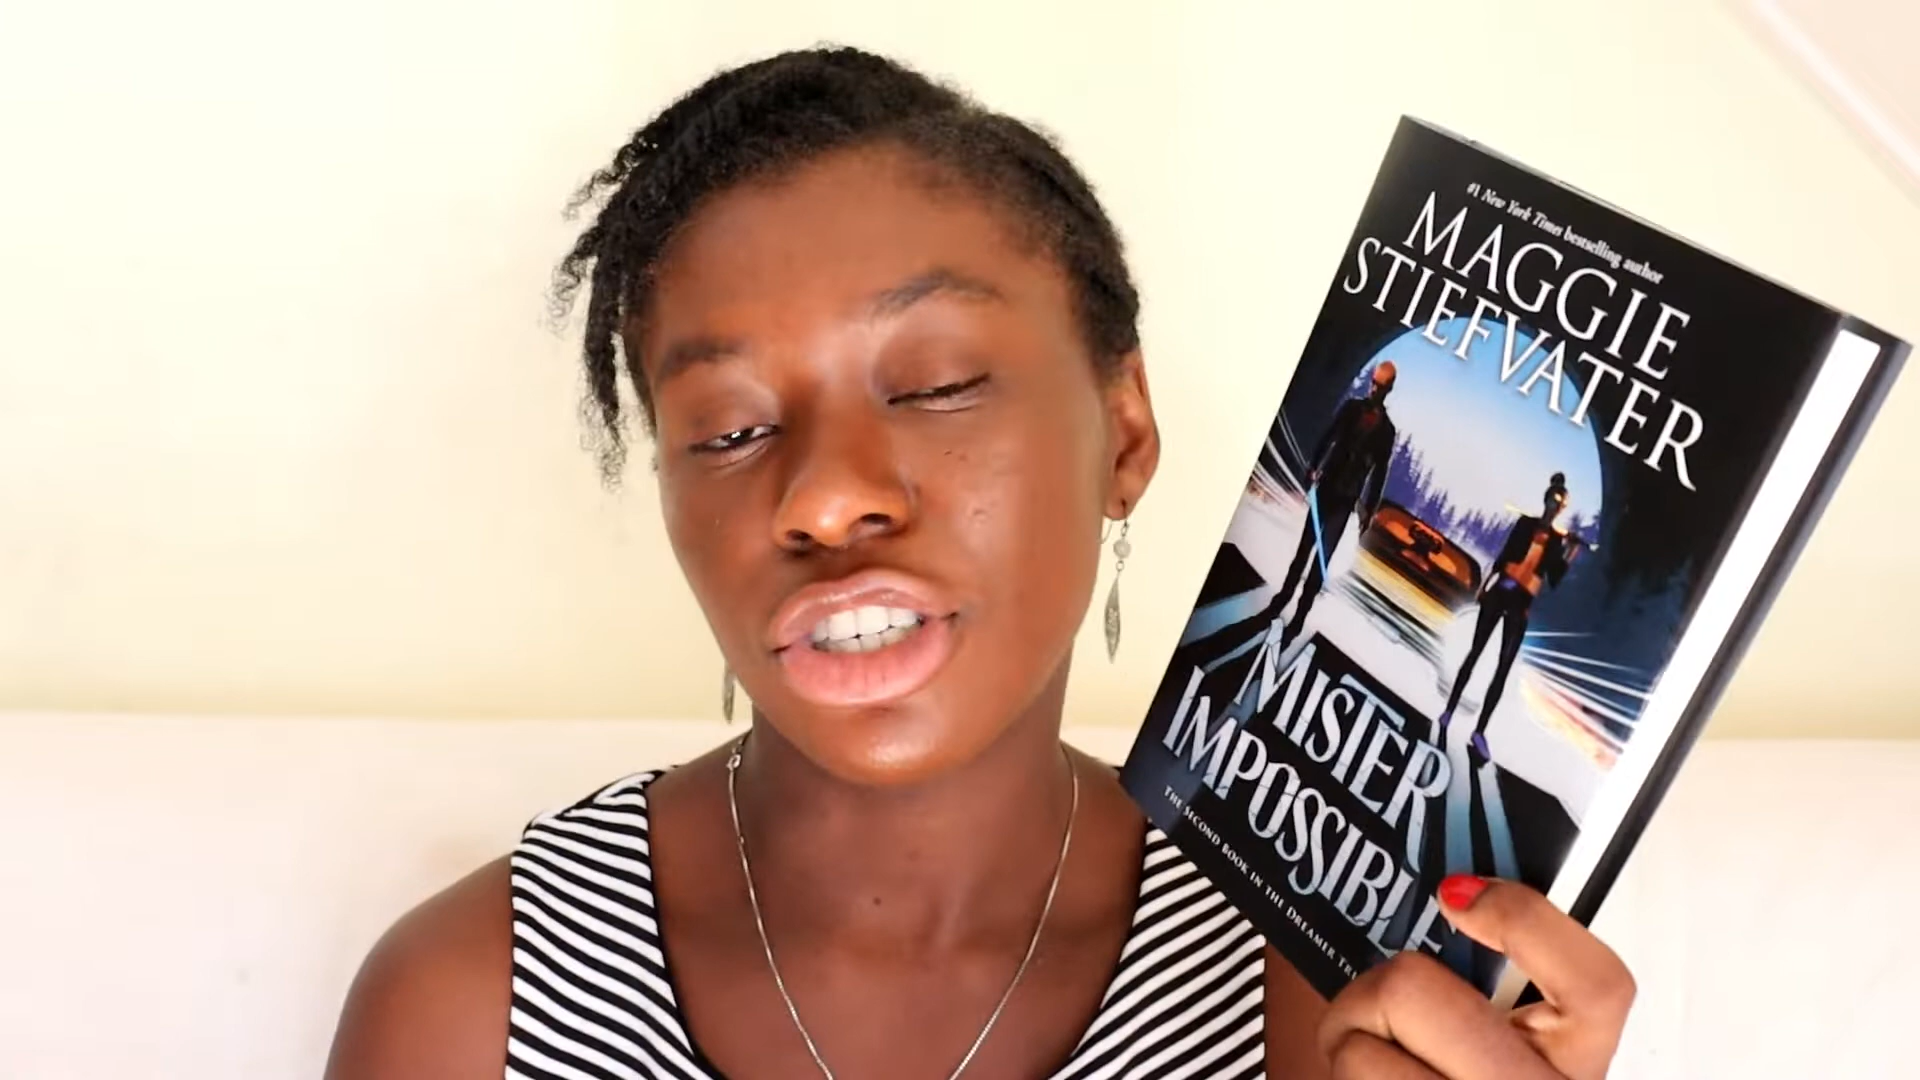 #1 New York Times bestselling author
MAGGIE
STIEFVATER
MISTER
IMPOSSIBLE
THE SECOND BOOK IN THE DREAMER